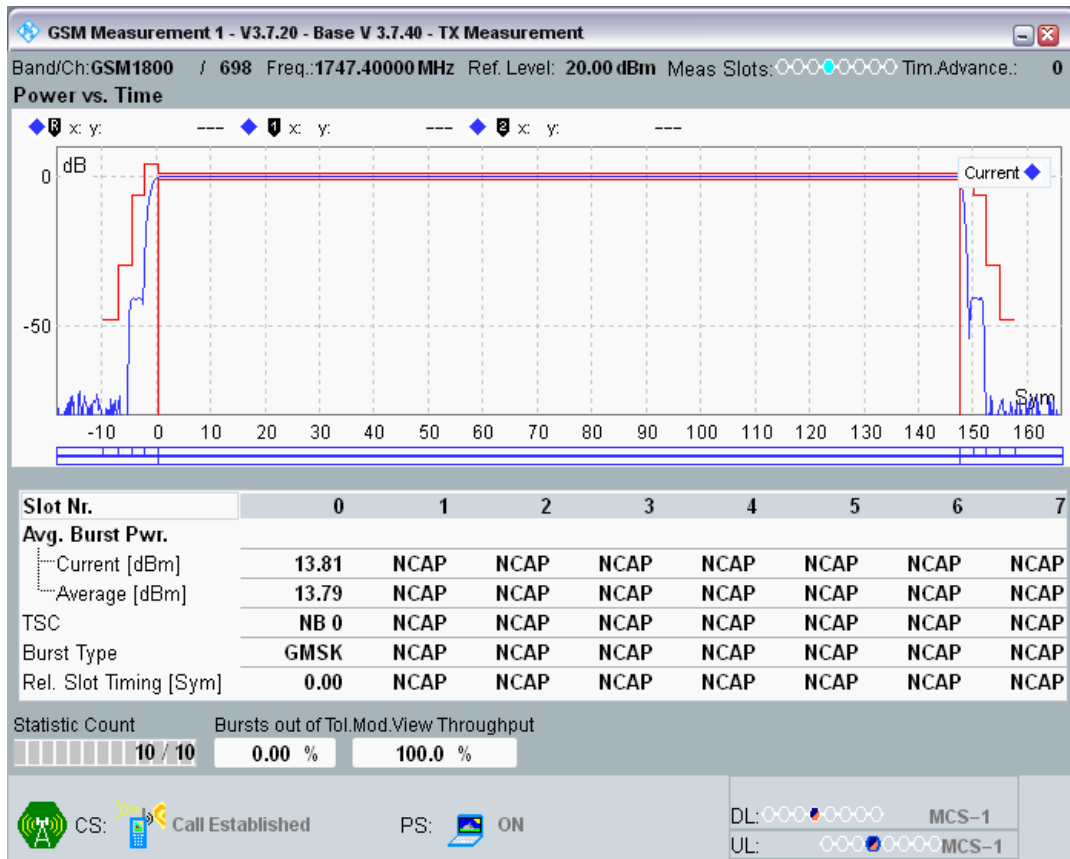 GSM Measurement 1 - V3.7.20 - Base V 3.7.40 - TX Measurement
Band/Ch:GSM1800 / 698 Freq.:1747.40000 MHz Ref. Level: 20.00 dBm Meas Slots: Tim.Advance.: 0
Power vs. Time
R x: y: --- 1 x: y: --- 2 x: y: ---
dB
Current
0
-50
Sym
-10 0 10 20 30 40 50 60 70 80 90 100 110 120 130 140 150 160
Slot Nr. 0 1 2 3 4 5 6 7
Avg. Burst Pwr.
Current [dBm] 13.81 NCAP NCAP NCAP NCAP NCAP NCAP NCAP
Average [dBm] 13.79 NCAP NCAP NCAP NCAP NCAP NCAP NCAP
TSC NB 0 NCAP NCAP NCAP NCAP NCAP NCAP NCAP
Burst Type GMSK NCAP NCAP NCAP NCAP NCAP NCAP NCAP
Rel. Slot Timing [Sym] 0.00 NCAP NCAP NCAP NCAP NCAP NCAP NCAP
Statistic Count Bursts out of Tol.Mod.View Throughput
10 / 10 0.00 % 100.0 %
CS: Call Established PS: ON
DL: MCS-1
UL: MCS-1